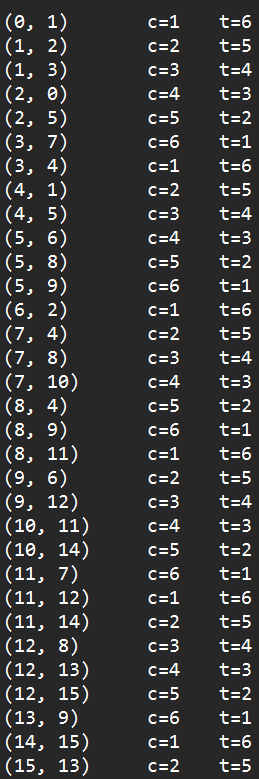 (0, 1) c=1 t=6
(1, 2) c=2 t=5
(1, 3) c=3 t=4
(2, 0) c=4 t=3
(2, 5) c=5 t=2
(3, 7) c=6 t=1
(3, 4) c=1 t=6
(4, 1) c=2 t=5
(4, 5) c=3 t=4
(5, 6) c=4 t=3
(5, 8) c=5 t=2
(5, 9) c=6 t=1
(6, 2) c=1 t=6
(7, 4) c=2 t=5
(7, 8) c=3 t=4
(7, 10) c=4 t=3
(8, 4) c=5 t=2
(8, 9) c=6 t=1
(8, 11) c=1 t=6
(9, 6) c=2 t=5
(9, 12) c=3 t=4
(10, 11) c=4 t=3
(10, 14) c=5 t=2
(11, 7) c=6 t=1
(11, 12) c=1 t=6
(11, 14) c=2 t=5
(12, 8) c=3 t=4
(12, 13) c=4 t=3
(12, 15) c=5 t=2
(13, 9) c=6 t=1
(14, 15) c=1 t=6
(15, 13) c=2 t=5